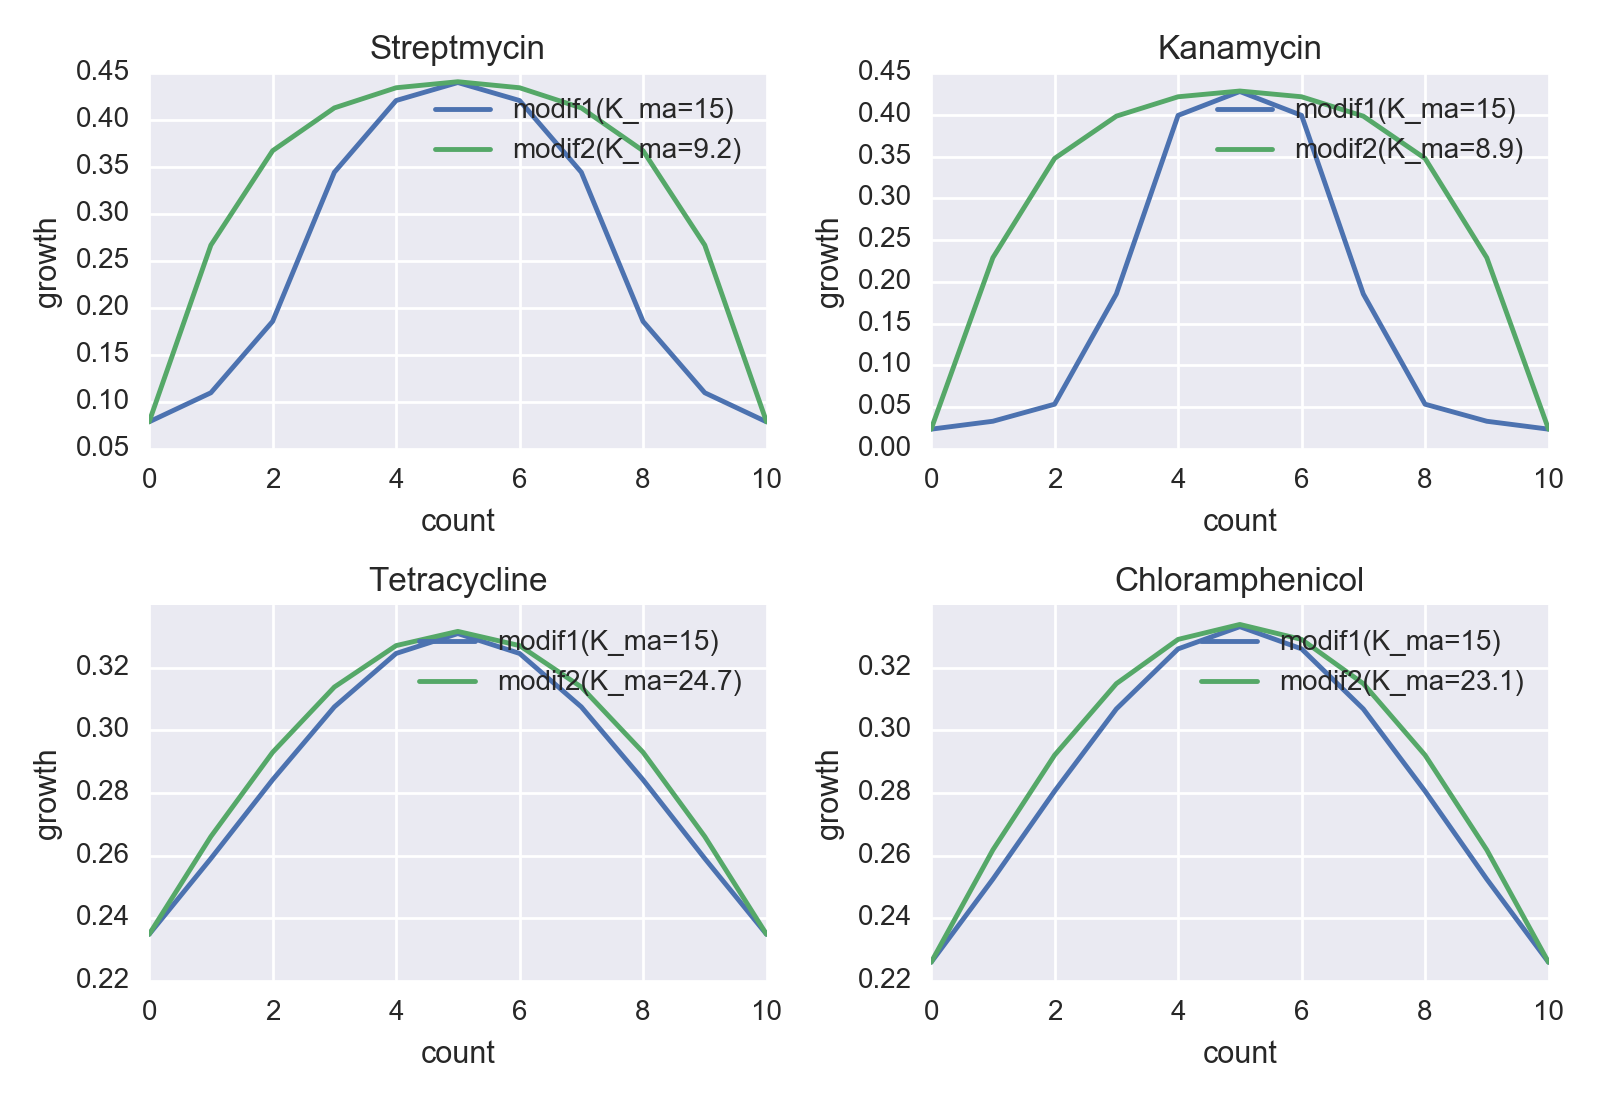 Streptmycin
0.45
0.40
0.35
0.30
0.25
0.20
0.15
0.10
0.05
growth
modif1(K_ma=15)
modif2(K_ma=9.2)
0 2 4 6 8 10
count
Kanamycin
0.45
0.40
0.35
0.30
0.25
0.20
0.15
0.10
0.05
0.00
growth
modif1(K_ma=15)
modif2(K_ma=8.9)
0 2 4 6 8 10
count
Tetracycline
0.32
0.30
0.28
0.26
0.24
0.22
growth
modif1(K_ma=15)
modif2(K_ma=24.7)
0 2 4 6 8 10
count
Chloramphenicol
0.32
0.30
0.28
0.26
0.24
0.22
growth
modif1(K_ma=15)
modif2(K_ma=23.1)
0 2 4 6 8 10
count